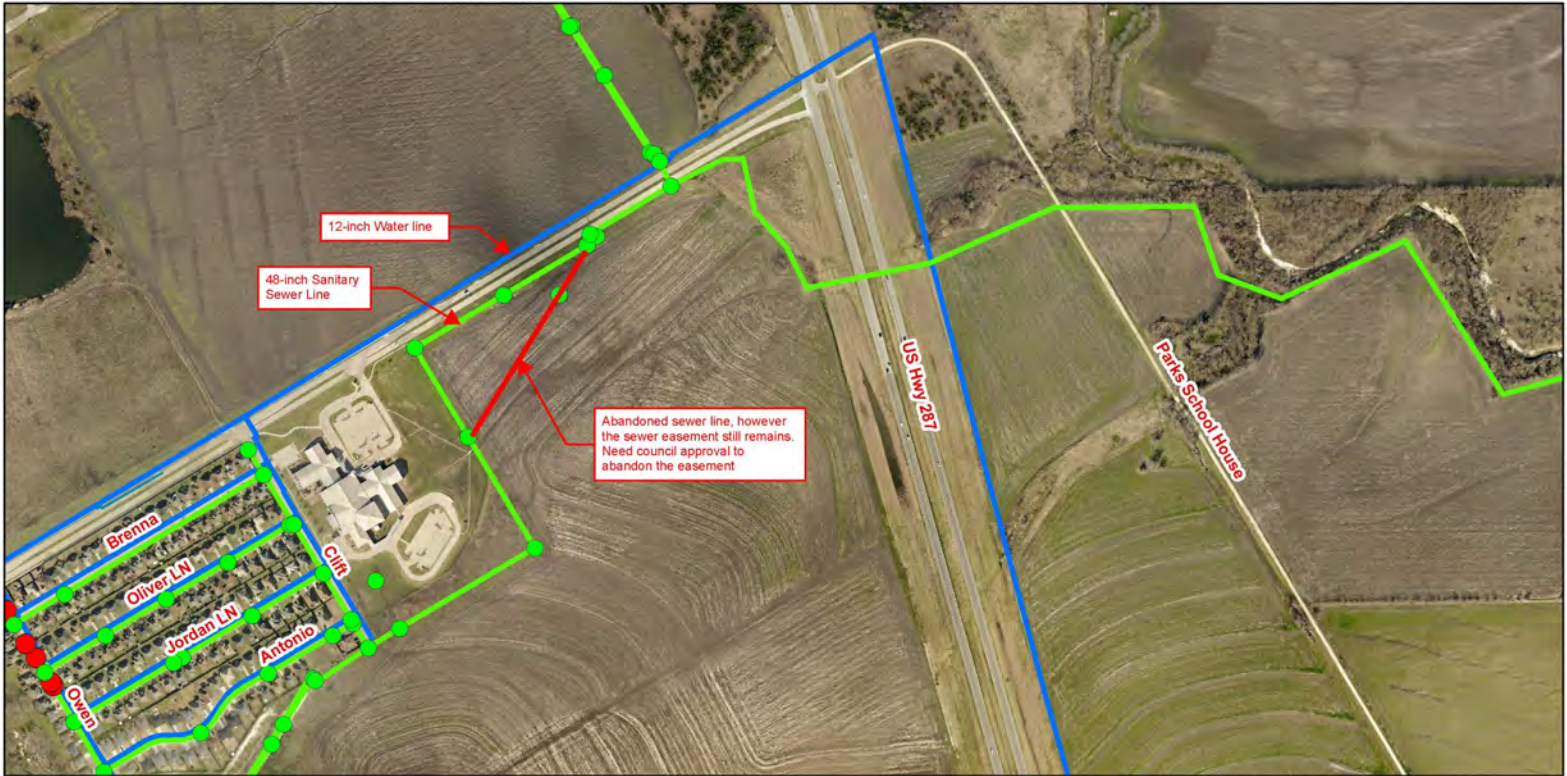 12-inch Water line
48-inch Sanitary
Sewer Line
Abandoned sewer line, however
the sewer easement still remains.
Need council approval to
abandon the easement
US Hwy 287
Parks School House
Brenna
Oliver LN
Clift
Jordan LN
Antonio
Owen